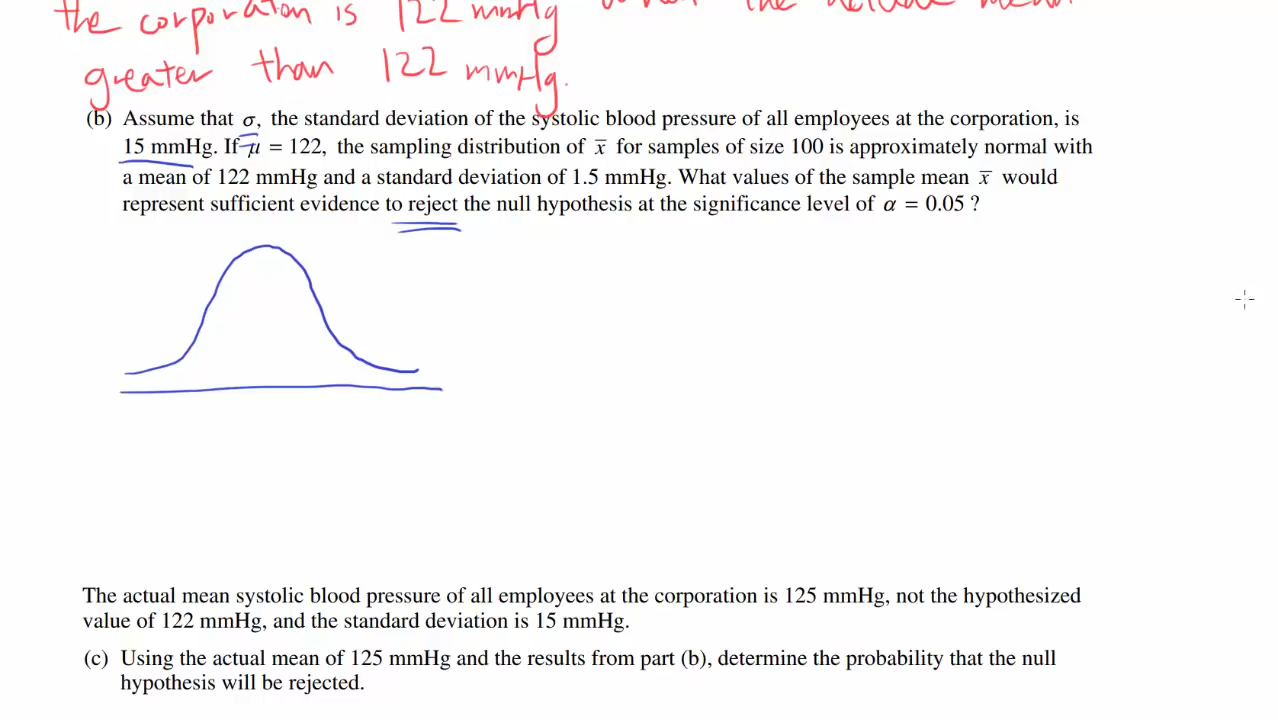 the corporaton is 122 mmHg when the actual mean
greater than 122 mmHg.
(b) Assume that σ, the standard deviation of the systolic blood pressure of all employees at the corporation, is
15 mmHg. If μ = 122, the sampling distribution of x̅ for samples of size 100 is approximately normal with
a mean of 122 mmHg and a standard deviation of 1.5 mmHg. What values of the sample mean x̅ would
represent sufficient evidence to reject the null hypothesis at the significance level of α = 0.05 ?
The actual mean systolic blood pressure of all employees at the corporation is 125 mmHg, not the hypothesized
value of 122 mmHg, and the standard deviation is 15 mmHg.
(c) Using the actual mean of 125 mmHg and the results from part (b), determine the probability that the null
hypothesis will be rejected.